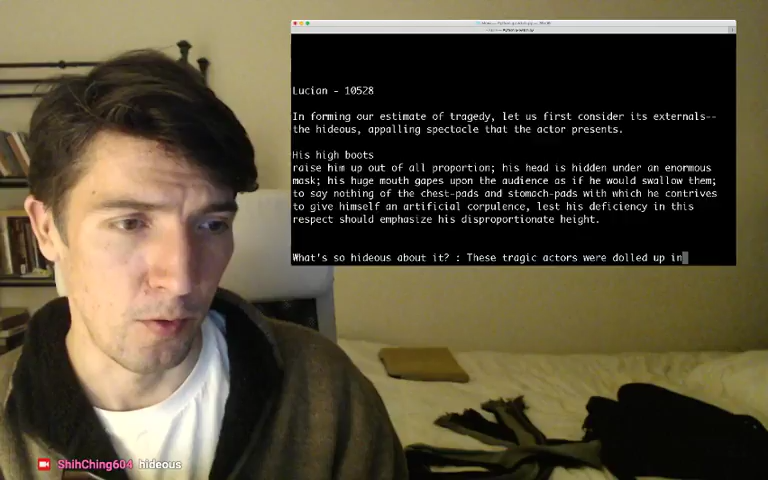 Lucian - 10528
In forming our estimate of tragedy, let us first consider its externals--
the hideous, appalling spectacle that the actor presents.
His high boots
raise him up out of all proportion; his head is hidden under an enormous
mask; his huge mouth gapes upon the audience as if he would swallow them;
to say nothing of the chest-pads and stomach-pads with which he contrives
to give himself an artificial corpulence, lest his deficiency in this
respect should emphasize his disproportionate height.
What's so hideous about it? : These tragic actors were dolled up in
ShihChing604 hideous